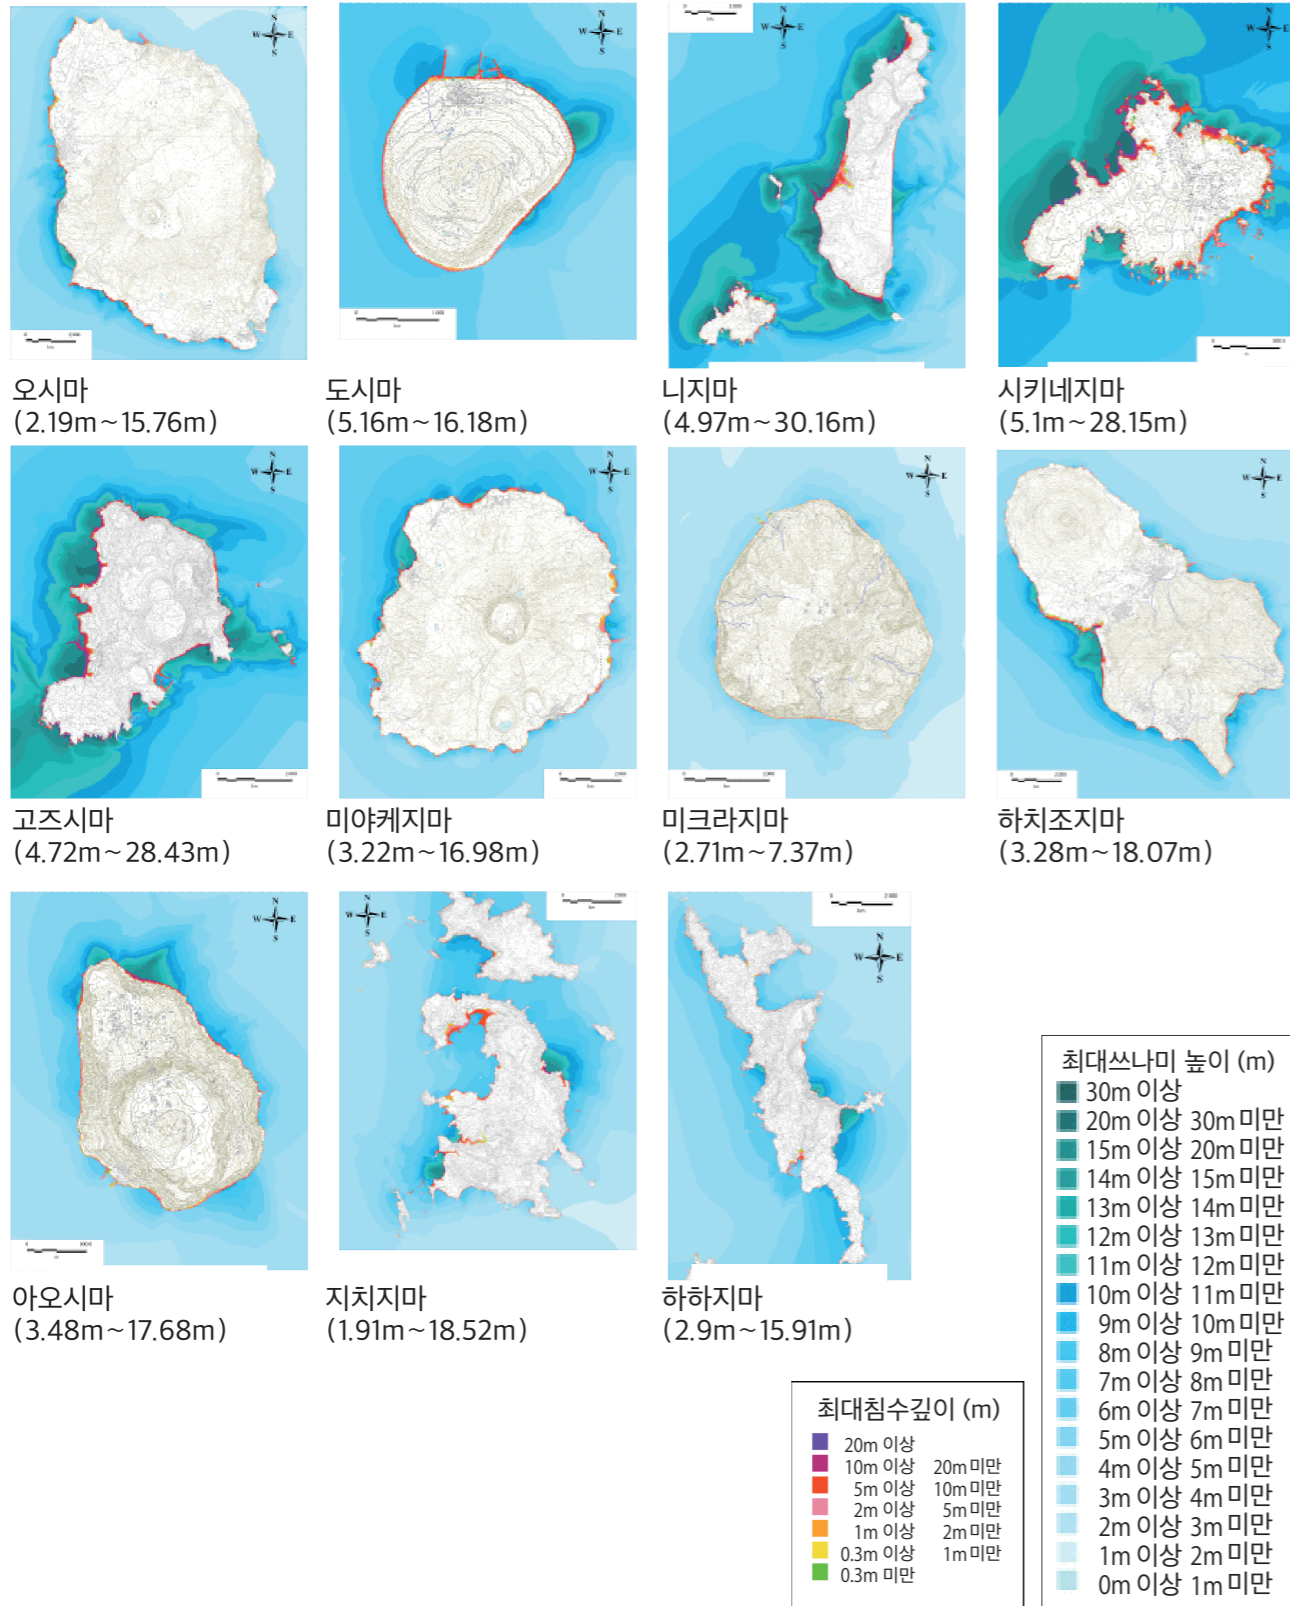 오시마
(2.19m~15.76m)
도시마
(5.16m~16.18m)
니지마
(4.97m~30.16m)
시키네지마
(5.1m~28.15m)
고즈시마
(4.72m~28.43m)
미야케지마
(3.22m~16.98m)
미크라지마
(2.71m~7.37m)
하치조지마
(3.28m~18.07m)
아오시마
(3.48m~17.68m)
지치지마
(1.91m~18.52m)
하하지마
(2.9m~15.91m)
최대쓰나미 높이 (m)
30m 이상
20m 이상 30m 미만
15m 이상 20m 미만
14m 이상 15m 미만
13m 이상 14m 미만
12m 이상 13m 미만
11m 이상 12m 미만
10m 이상 11m 미만
9m 이상 10m 미만
8m 이상 9m 미만
7m 이상 8m 미만
6m 이상 7m 미만
5m 이상 6m 미만
4m 이상 5m 미만
3m 이상 4m 미만
2m 이상 3m 미만
1m 이상 2m 미만
0m 이상 1m 미만
최대침수깊이 (m)
20m 이상
10m 이상 20m 미만
5m 이상 10m 미만
2m 이상 5m 미만
1m 이상 2m 미만
0.3m 이상 1m 미만
0.3m 미만